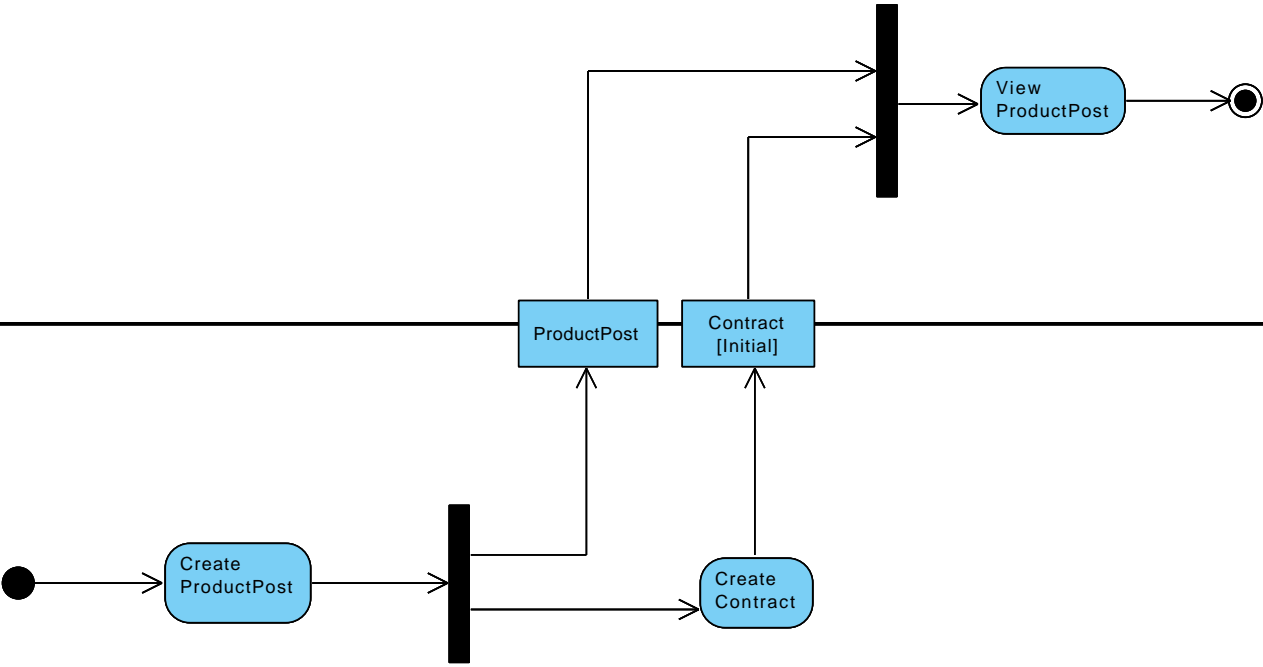 View
ProductPost
ProductPost
Contract
[Initial]
Create
ProductPost
Create
Contract